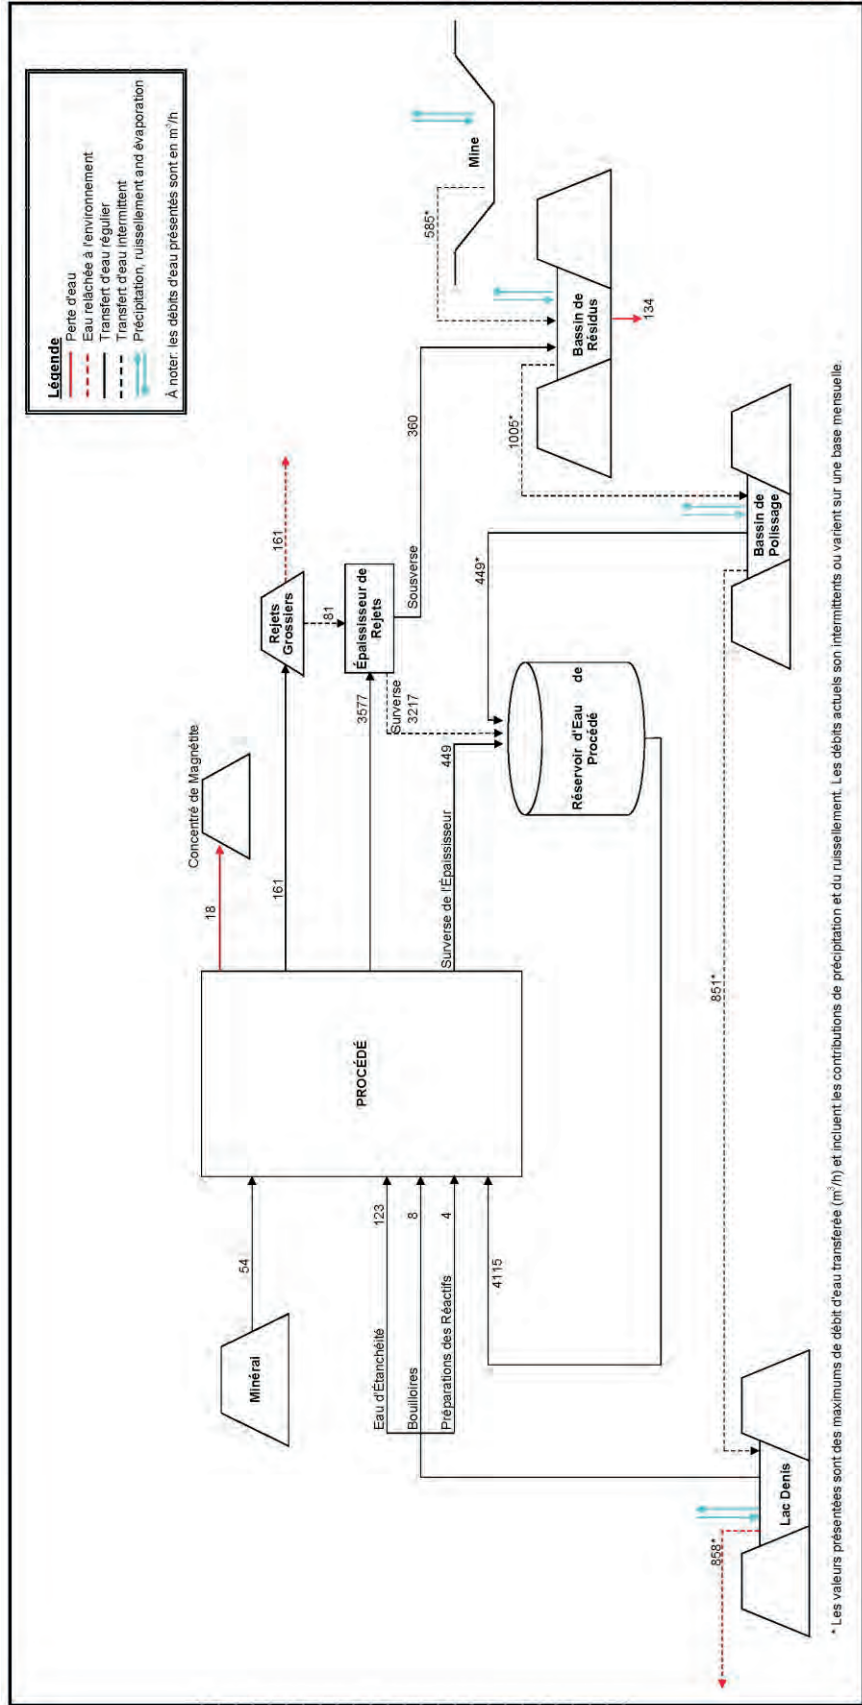 Légende
Perte d'eau
Eau relâchée à l'environnement
Transfert d'eau régulier
Transfert d'eau intermittent
Précipitation, ruissellement and évaporation
À noter: les débits d'eau présentés sont en m³/h
Concentré de Magnétite
Minéral
54
18
161
Rejets
Grossiers
161
81
PROCÉDÉ
Eau d'Étanchéité
123
Bouilloires
8
Préparations des Réactifs
4
4115
3577
Épaississeur de
Rejets
Surverse
3217
Sousverse
360
Surverse de l'Épaississeur
449
449*
Réservoir d'Eau de
Procédé
Mine
585*
Bassin de
Résidus
134
1005*
Bassin de
Polissage
851*
Lac Denis
858*
* Les valeurs présentées sont des maximums de débit d'eau transférée (m³/h) et incluent les contributions de précipitation et du ruissellement. Les débits actuels son intermittents ou varient sur une base mensuelle.